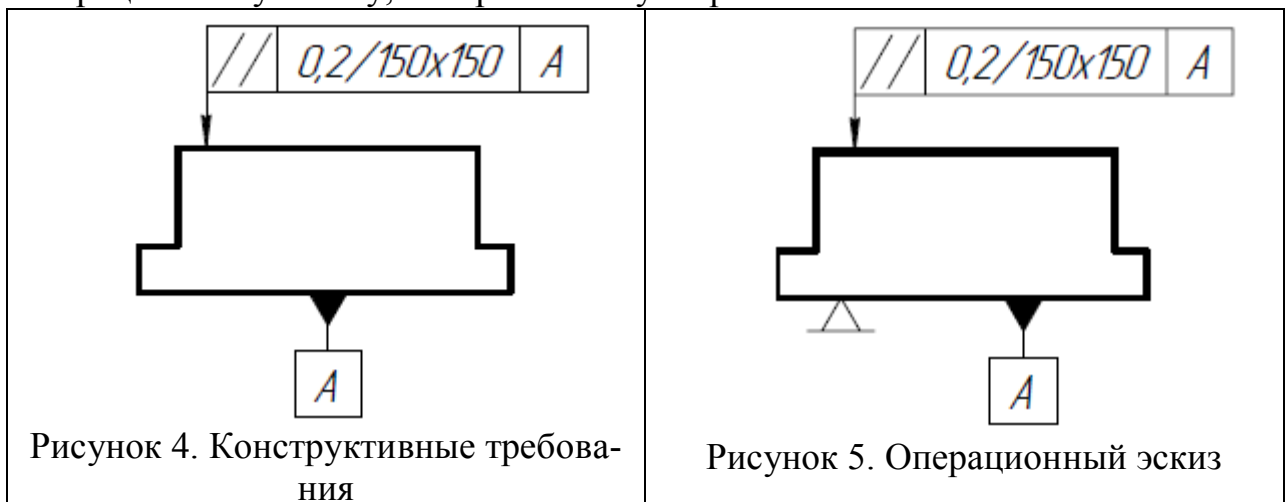 // 0,2/150x150 A
A
Рисунок 4. Конструктивные требова-
ния
// 0,2/150x150 A
A
Рисунок 5. Операционный эскиз